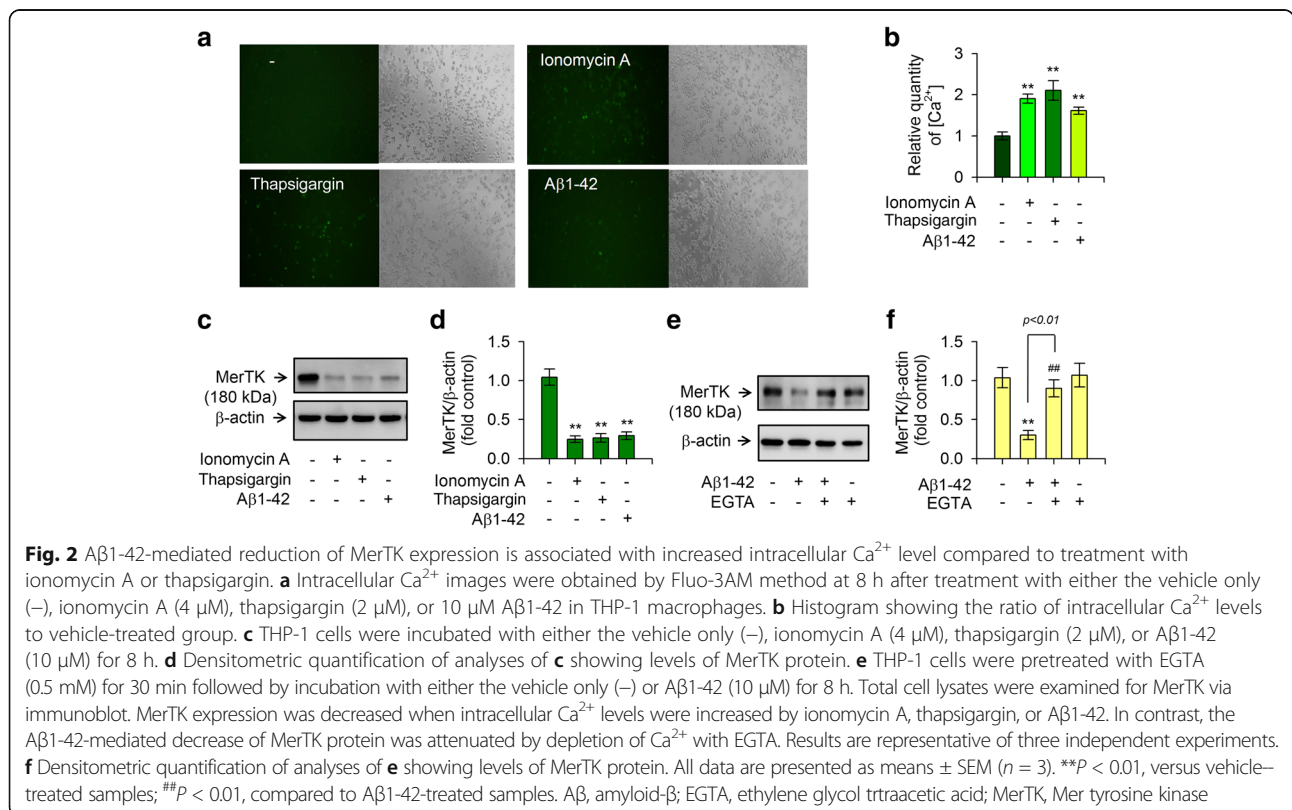 a
-
Ionomycin A
Thapsigargin
Aβ1-42
b
Relative quantity
of [Ca²⁺]
3
2
1
0
** ** **
Ionomycin A - + - -
Thapsigargin - - + -
Aβ1-42 - - - +
c
MerTK →
(180 kDa)
β-actin →
Ionomycin A - + - -
Thapsigargin - - + -
Aβ1-42 - - - +
d
MerTK/β-actin
(fold control)
1.5
1.0
0.5
0.0
** ** **
Ionomycin A - + - -
Thapsigargin - - + -
Aβ1-42 - - - +
e
MerTK →
(180 kDa)
β-actin →
Aβ1-42 - + + -
EGTA - - + +
f
MerTK/β-actin
(fold control)
1.5
1.0
0.5
0.0
p<0.01
** ##
Aβ1-42 - + + -
EGTA - - + +
Fig. 2 Aβ1-42-mediated reduction of MerTK expression is associated with increased intracellular Ca²⁺ level compared to treatment with
ionomycin A or thapsigargin. a Intracellular Ca²⁺ images were obtained by Fluo-3AM method at 8 h after treatment with either the vehicle only
(−), ionomycin A (4 μM), thapsigargin (2 μM), or 10 μM Aβ1-42 in THP-1 macrophages. b Histogram showing the ratio of intracellular Ca²⁺ levels
to vehicle-treated group. c THP-1 cells were incubated with either the vehicle only (−), ionomycin A (4 μM), thapsigargin (2 μM), or Aβ1-42
(10 μM) for 8 h. d Densitometric quantification of analyses of c showing levels of MerTK protein. e THP-1 cells were pretreated with EGTA
(0.5 mM) for 30 min followed by incubation with either the vehicle only (−) or Aβ1-42 (10 μM) for 8 h. Total cell lysates were examined for MerTK via
immunoblot. MerTK expression was decreased when intracellular Ca²⁺ levels were increased by ionomycin A, thapsigargin, or Aβ1-42. In contrast, the
Aβ1-42-mediated decrease of MerTK protein was attenuated by depletion of Ca²⁺ with EGTA. Results are representative of three independent experiments.
f Densitometric quantification of analyses of e showing levels of MerTK protein. All data are presented as means ± SEM (n = 3). **P < 0.01, versus vehicle-‐
treated samples; ##P < 0.01, compared to Aβ1-42-treated samples. Aβ, amyloid-β; EGTA, ethylene glycol trtraacetic acid; MerTK, Mer tyrosine kinase